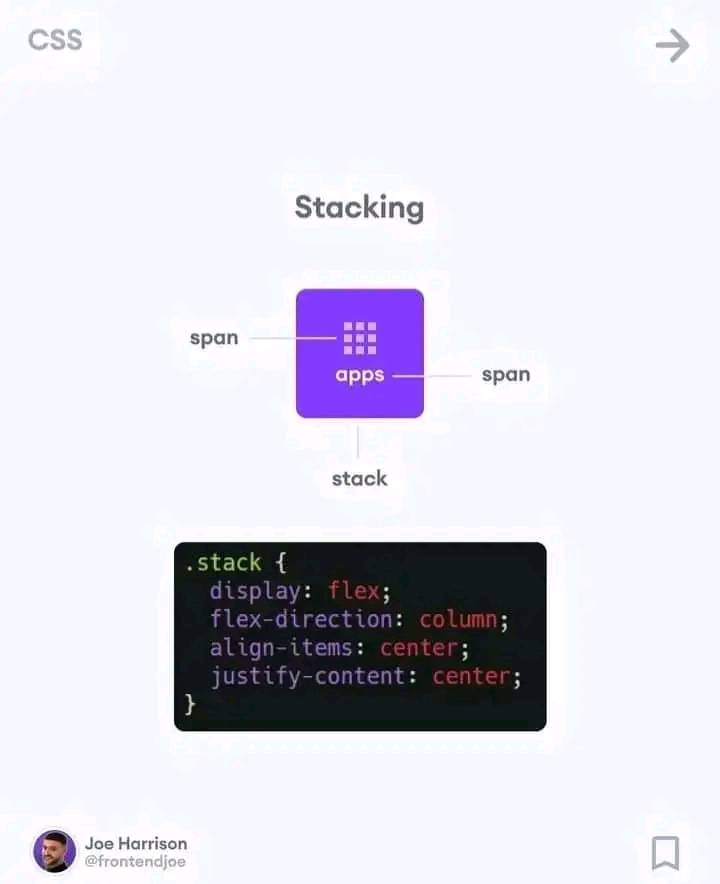 CSS
Stacking
span
apps
span
stack
.stack {
  display: flex;
  flex-direction: column;
  align-items: center;
  justify-content: center;
}
Joe Harrison
@frontendjoe